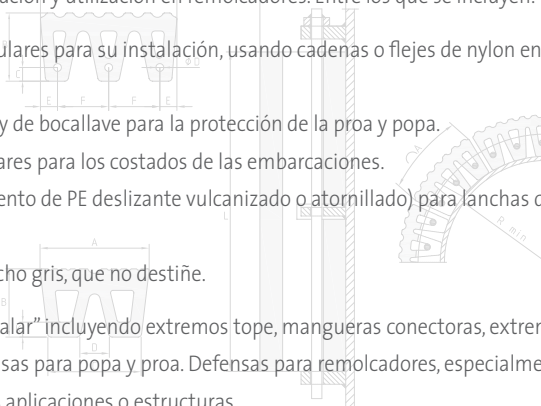 ación y utilización en remolcadores. Entre los que se incluyen:
ulares para su instalación, usando cadenas o flejes de nylon en
y de bocallave para la protección de la proa y popa.
ares para los costados de las embarcaciones.
ento de PE deslizante vulcanizado o atornillado) para lanchas
cho gris, que no destiñe.
alar” incluyendo extremos tope, mangueras conectoras,
sas para popa y proa. Defensas para remolcadores,
aplicaciones o estructuras
C
Ø D
E F F E
A
L
R min
A
B
D